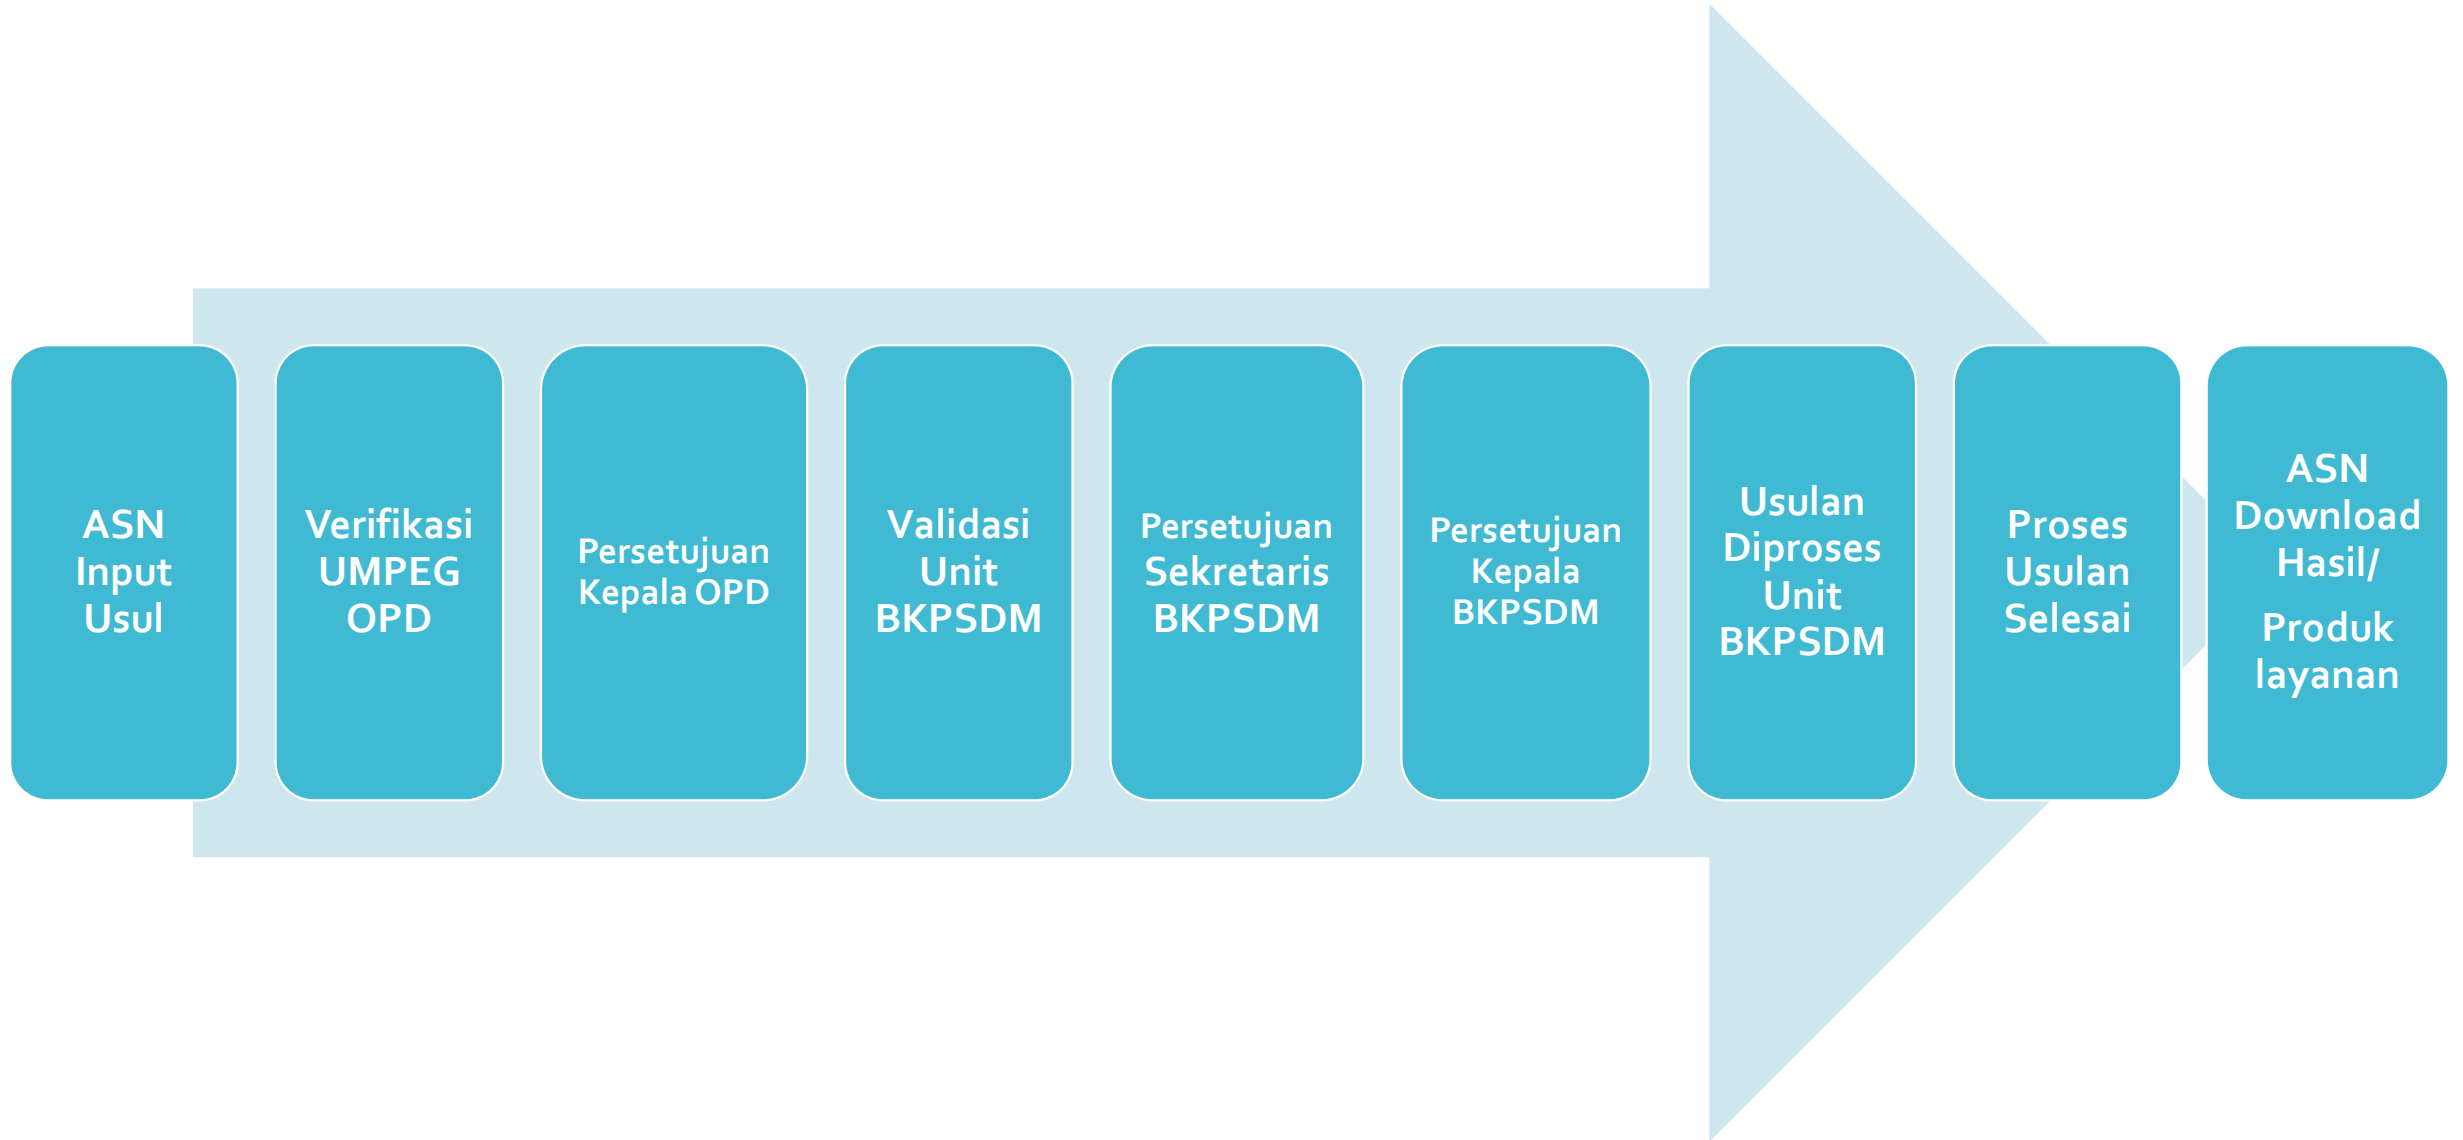 ASN
Input
Usul
Verifikasi
UMPEG
OPD
Persetujuan
Kepala OPD
Validasi
Unit
BKPSDM
Persetujuan
Sekretaris
BKPSDM
Persetujuan
Kepala
BKPSDM
Usulan
Diproses
Unit
BKPSDM
Proses
Usulan
Selesai
ASN
Download
Hasil/
Produk
layanan